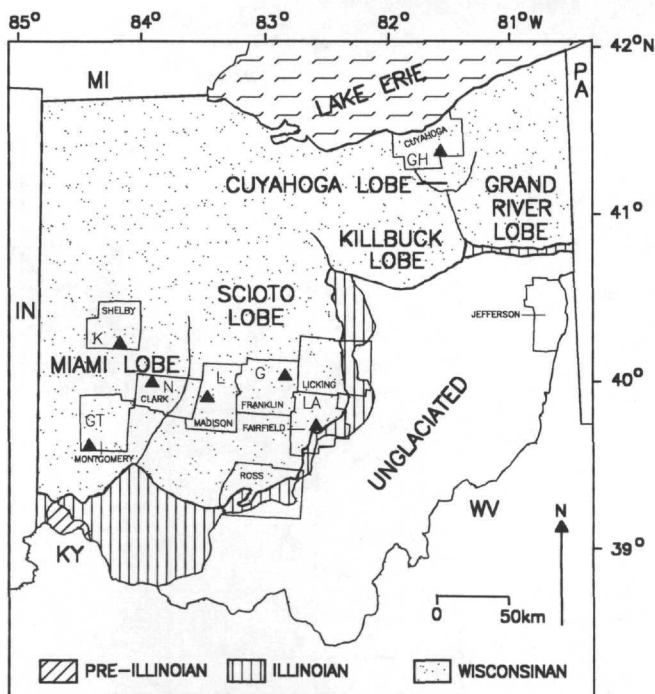 85° 84° 83° 82° 81°W
42°N
MI
PA
LAKE ERIE
CUYAHOGA
GH
CUYAHOGA LOBE
GRAND
RIVER
LOBE
41°
KILLBUCK
LOBE
IN
SCIOTO
LOBE
SHELBY
K
JEFFERSON
MIAMI LOBE
N
L
G
LICKING
40°
CLARK
MADISON
FRANKLIN
LA
GT
FAIRFIELD
MONTGOMERY
UNGLACIATED
ROSS
WV
N
KY
39°
0 50km
PRE-ILLINOIAN ILLINOIAN WISCONSINAN